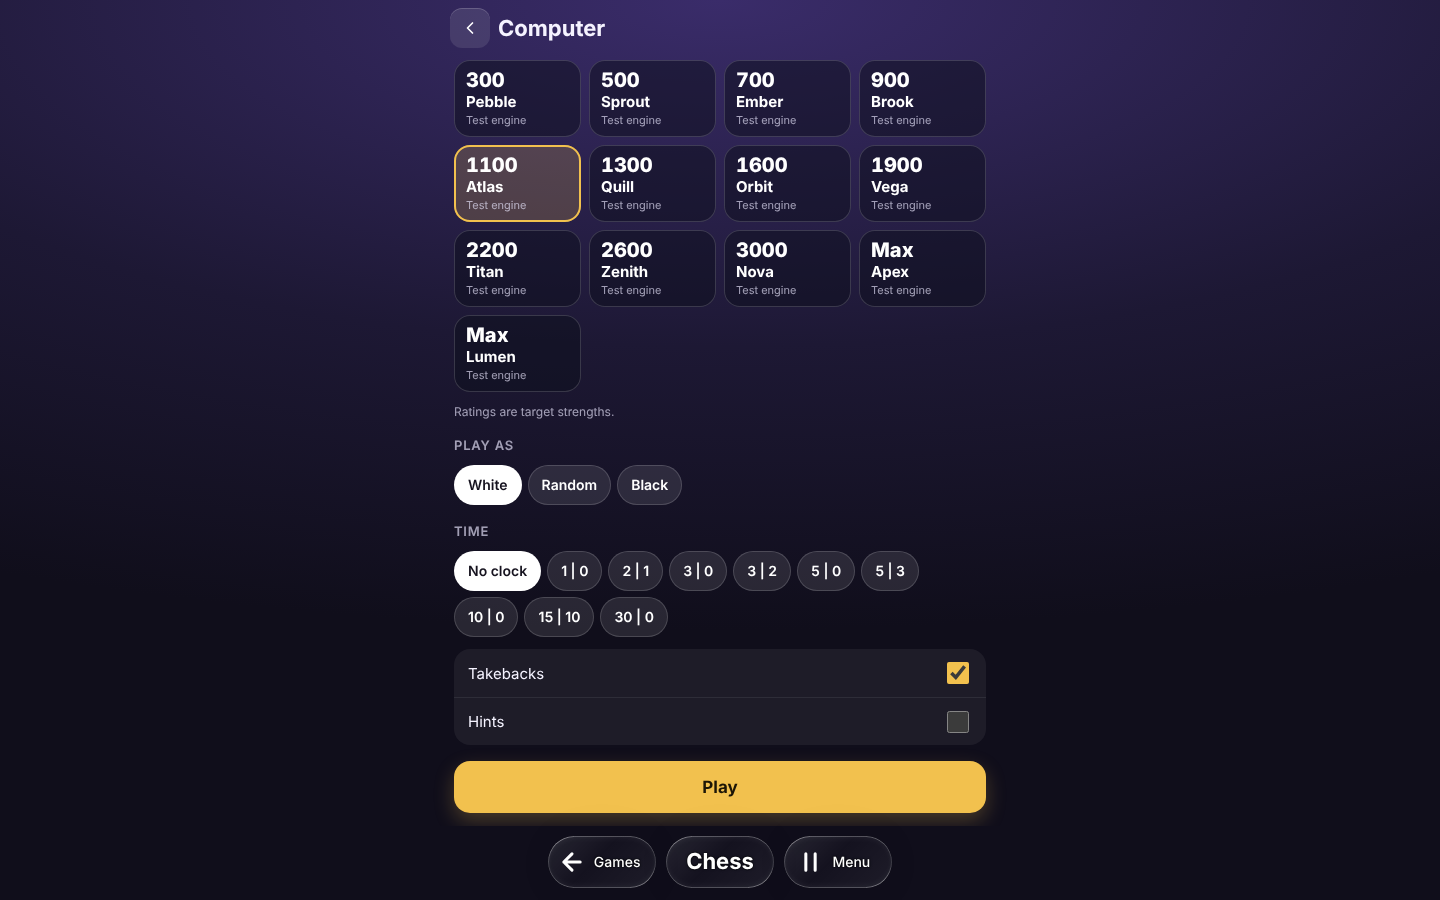 Computer
300 500 700 900
Pebble Sprout Ember Brook
Test engine Test engine Test engine Test engine
1100 1300 1600 1900
Atlas Quill Orbit Vega
Test engine Test engine Test engine Test engine
2200 2600 3000 Max
Titan Zenith Nova Apex
Test engine Test engine Test engine Test engine
Max
Lumen
Test engine
Ratings are target strengths.
PLAY AS
White Random Black
TIME
No clock 1 | 0 2 | 1 3 | 0 3 | 2 5 | 0 5 | 3
10 | 0 15 | 10 30 | 0
Takebacks
Hints
Play
Games Chess Menu